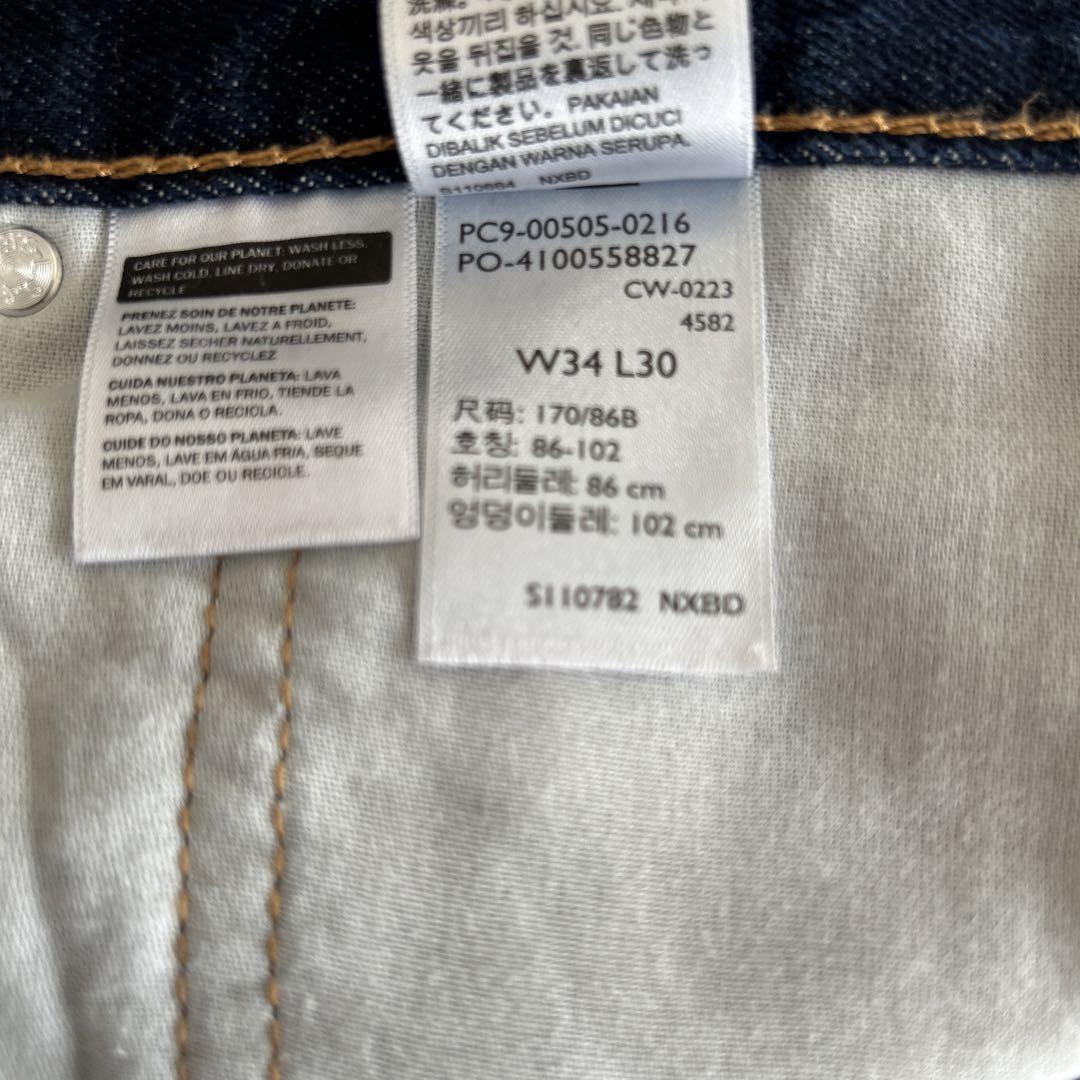 색상끼리 하십시오.
옷을 뒤집을 것. 同じ色物と
一緒に製品を裏返して洗っ
てください。PAKAIAN
DIBALIK SEBELUM DICUCI
DENGAN WARNA SERUPA.
NXBD
CARE FOR OUR PLANET: WASH LESS,
WASH COLD, LINE DRY, DONATE OR
RECYCLE
PRENEZ SOIN DE NOTRE PLANETE:
LAVEZ MOINS, LAVEZ A FROID,
LAISSEZ SECHER NATURELLEMENT,
DONNEZ OU RECYCLEZ
CUIDA NUESTRO PLANETA: LAVA
MENOS, LAVA EN FRIO, TIENDE LA
ROPA, DONA O RECICLA.
CUIDE DO NOSSO PLANETA: LAVE
MENOS, LAVE EM ÁGUA FRIA, SEQUE
EM VARAL, DOE OU RECICLE.
PC9-00505-0216
PO-4100558827
CW-0223
4582
W34 L30
尺码: 170/86B
호칭: 86-102
허리둘레: 86 cm
엉덩이둘레: 102 cm
S110782 NXBD